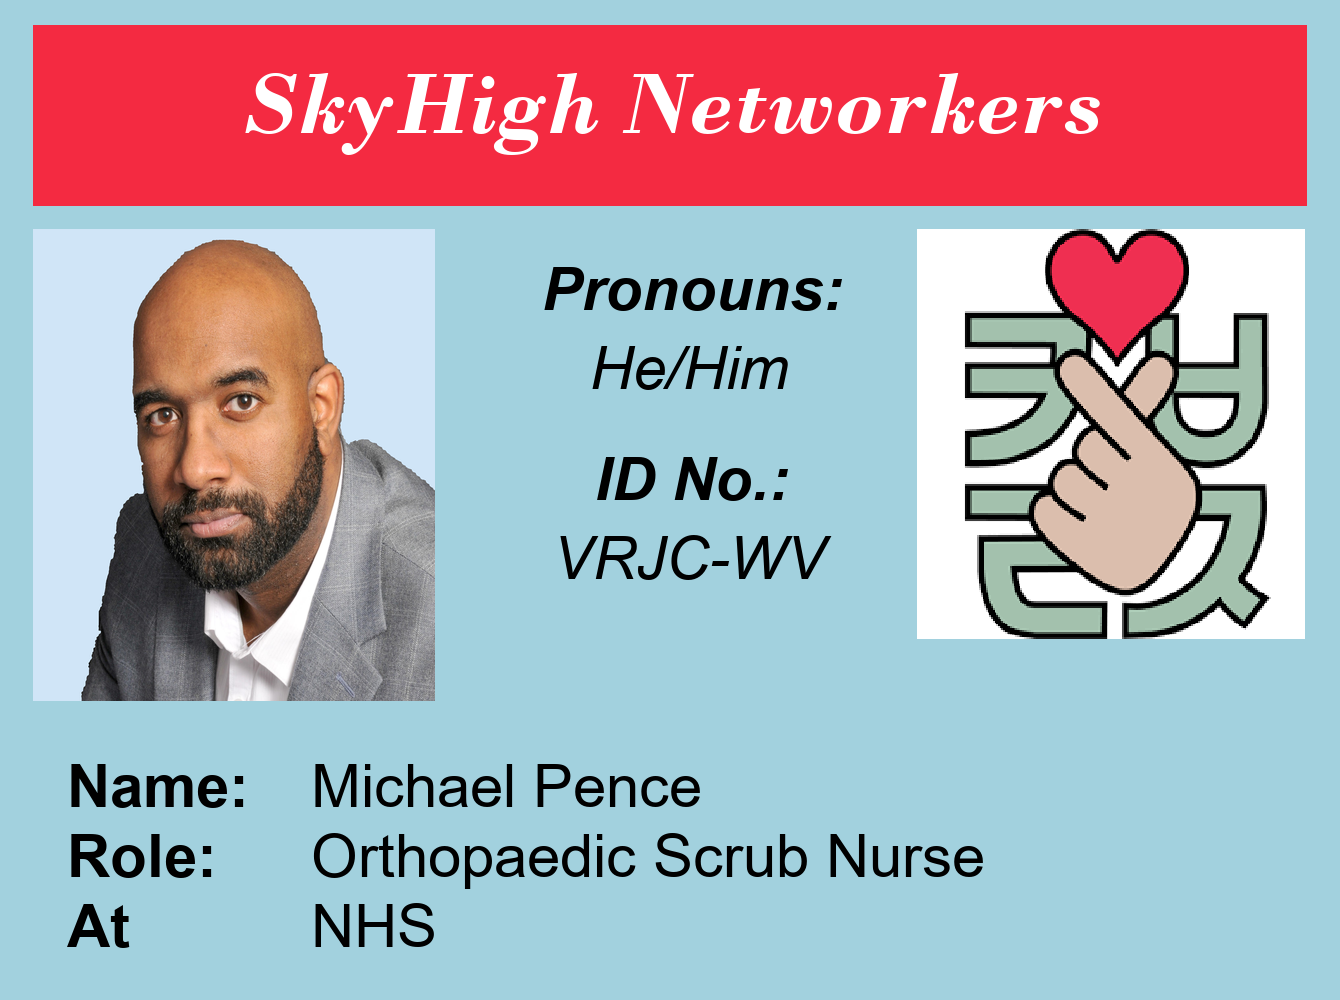 SkyHigh Networkers
Pronouns:
He/Him
ID No.:
VRJC-WV
Name: Michael Pence
Role: Orthopaedic Scrub Nurse
At NHS